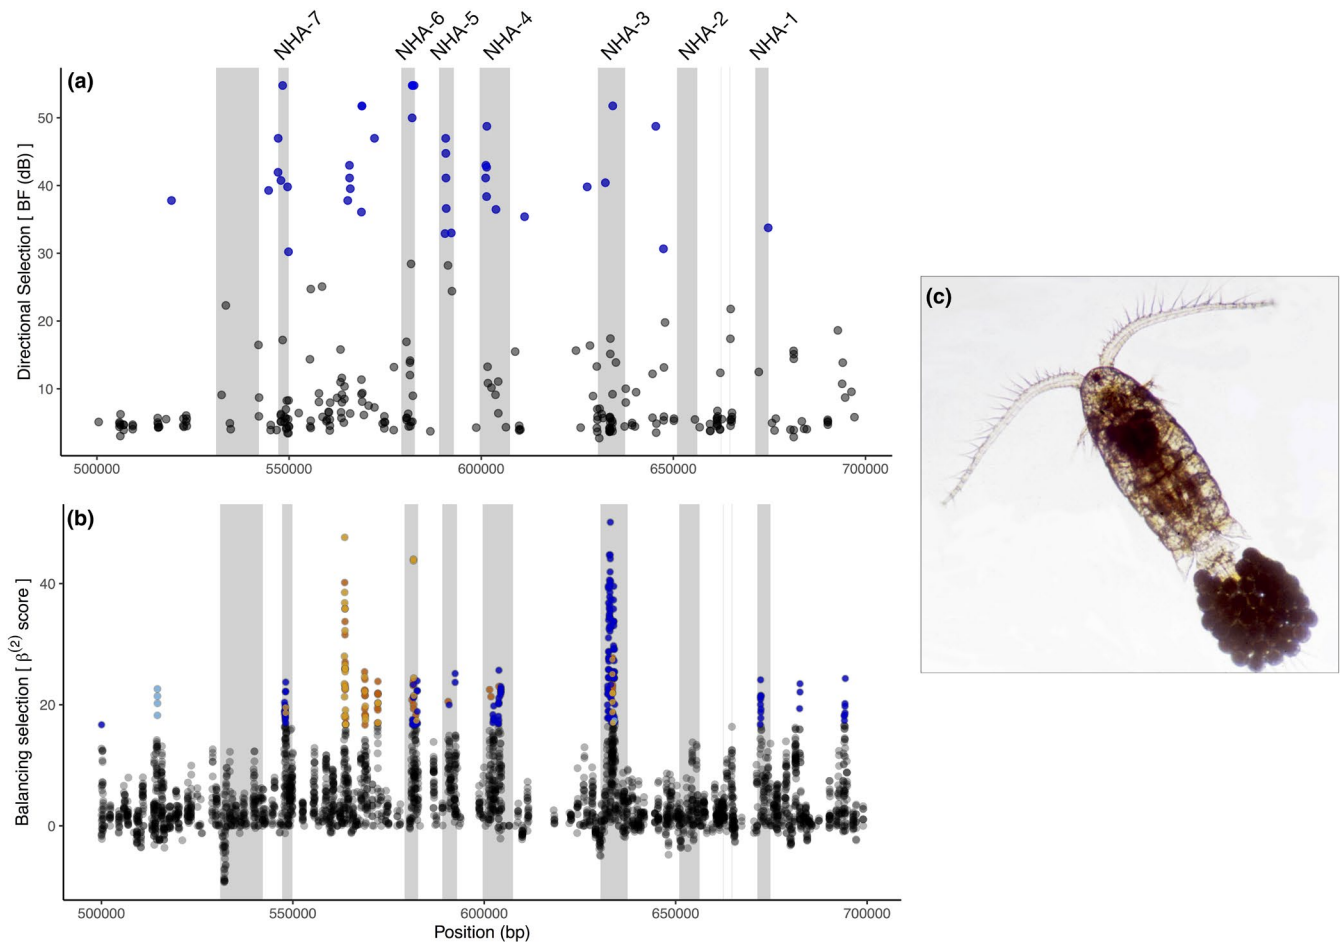 NHA-7 NHA-6 NHA-5 NHA-4 NHA-3 NHA-2 NHA-1
(a)
Directional Selection [ BF (dB) ]
50
40
30
20
10
500000 550000 600000 650000 700000
(b)
Balancing selection [ β(2) score ]
40
20
0
500000 550000 600000 650000 700000
Position (bp)
(c)